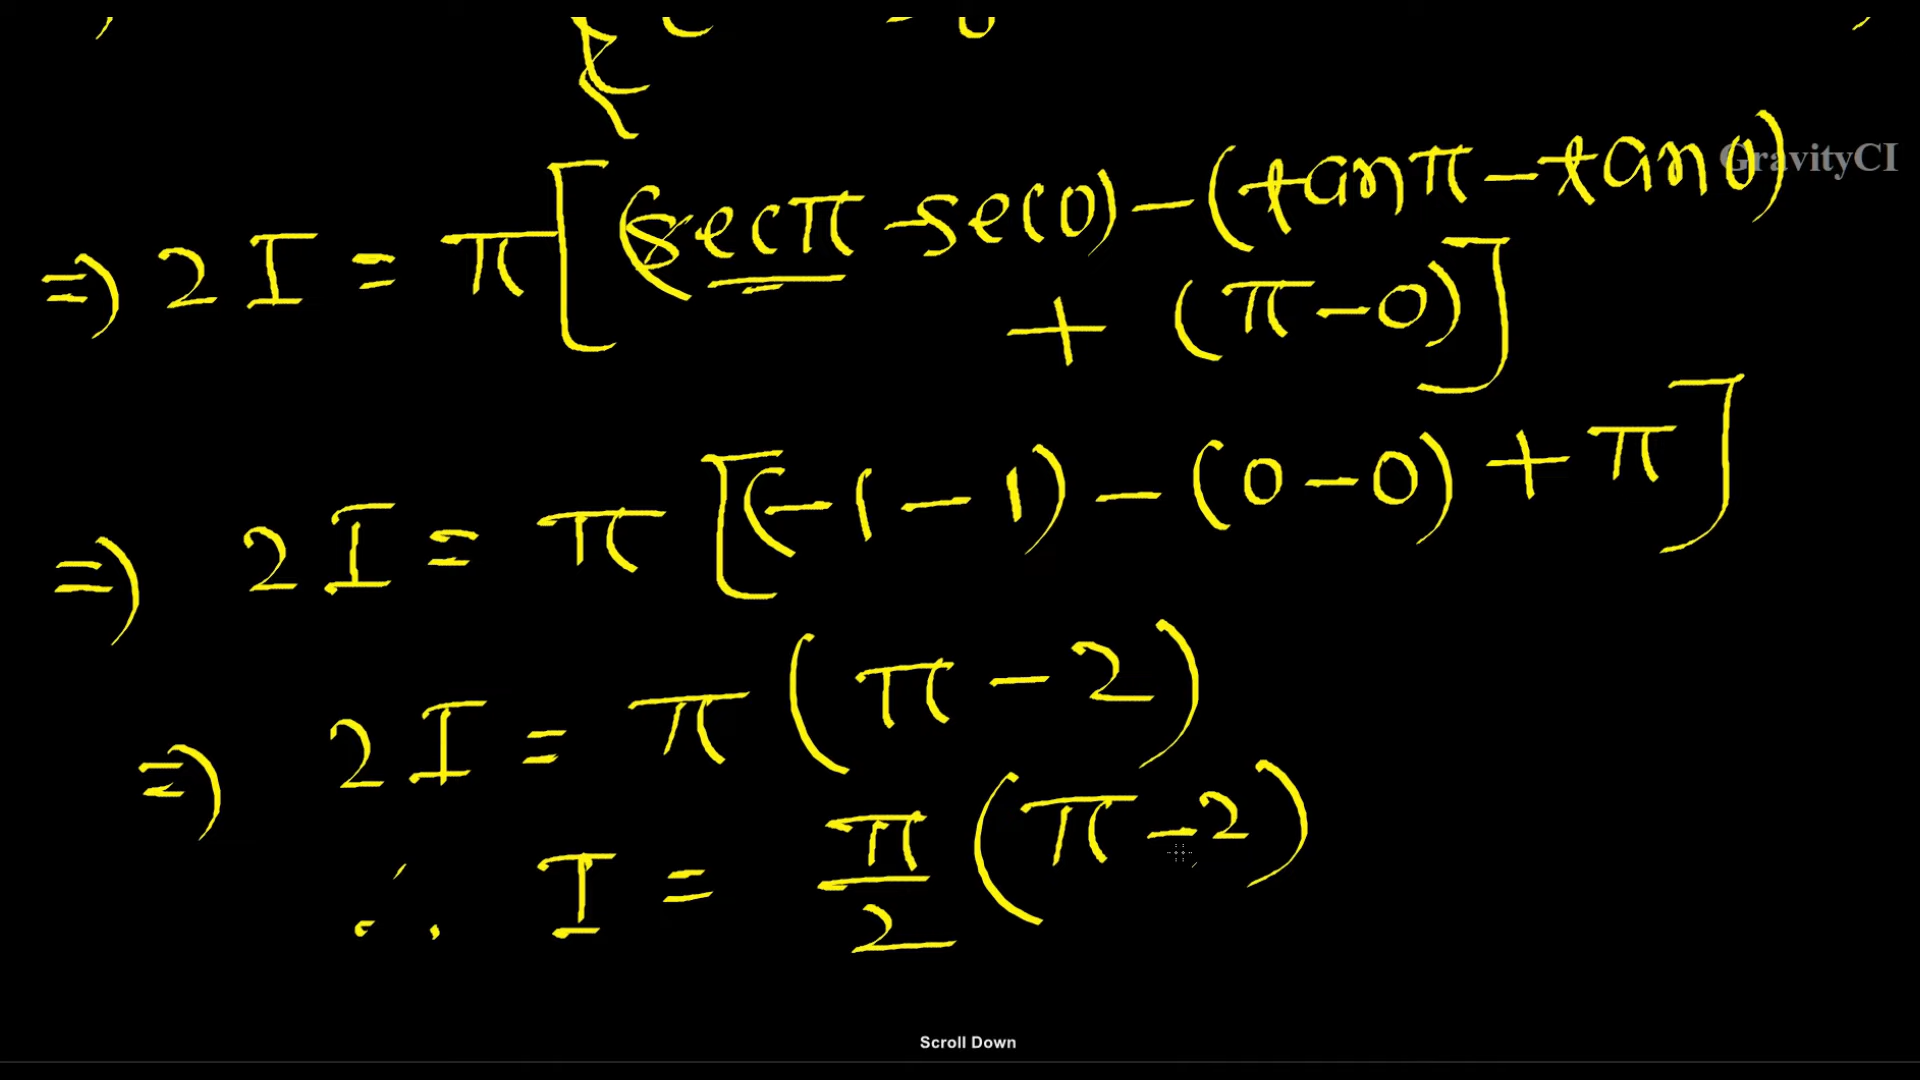 GravityCI
⇒) 2I = π[(secπ - sec0) - (tanπ - tan0)
+ (π - 0)]
⇒) 2I = π[(-1 - 1) - (0 - 0) + π]
⇒) 2I = π(π - 2)
∴ I = π/2 (π - 2)
Scroll Down